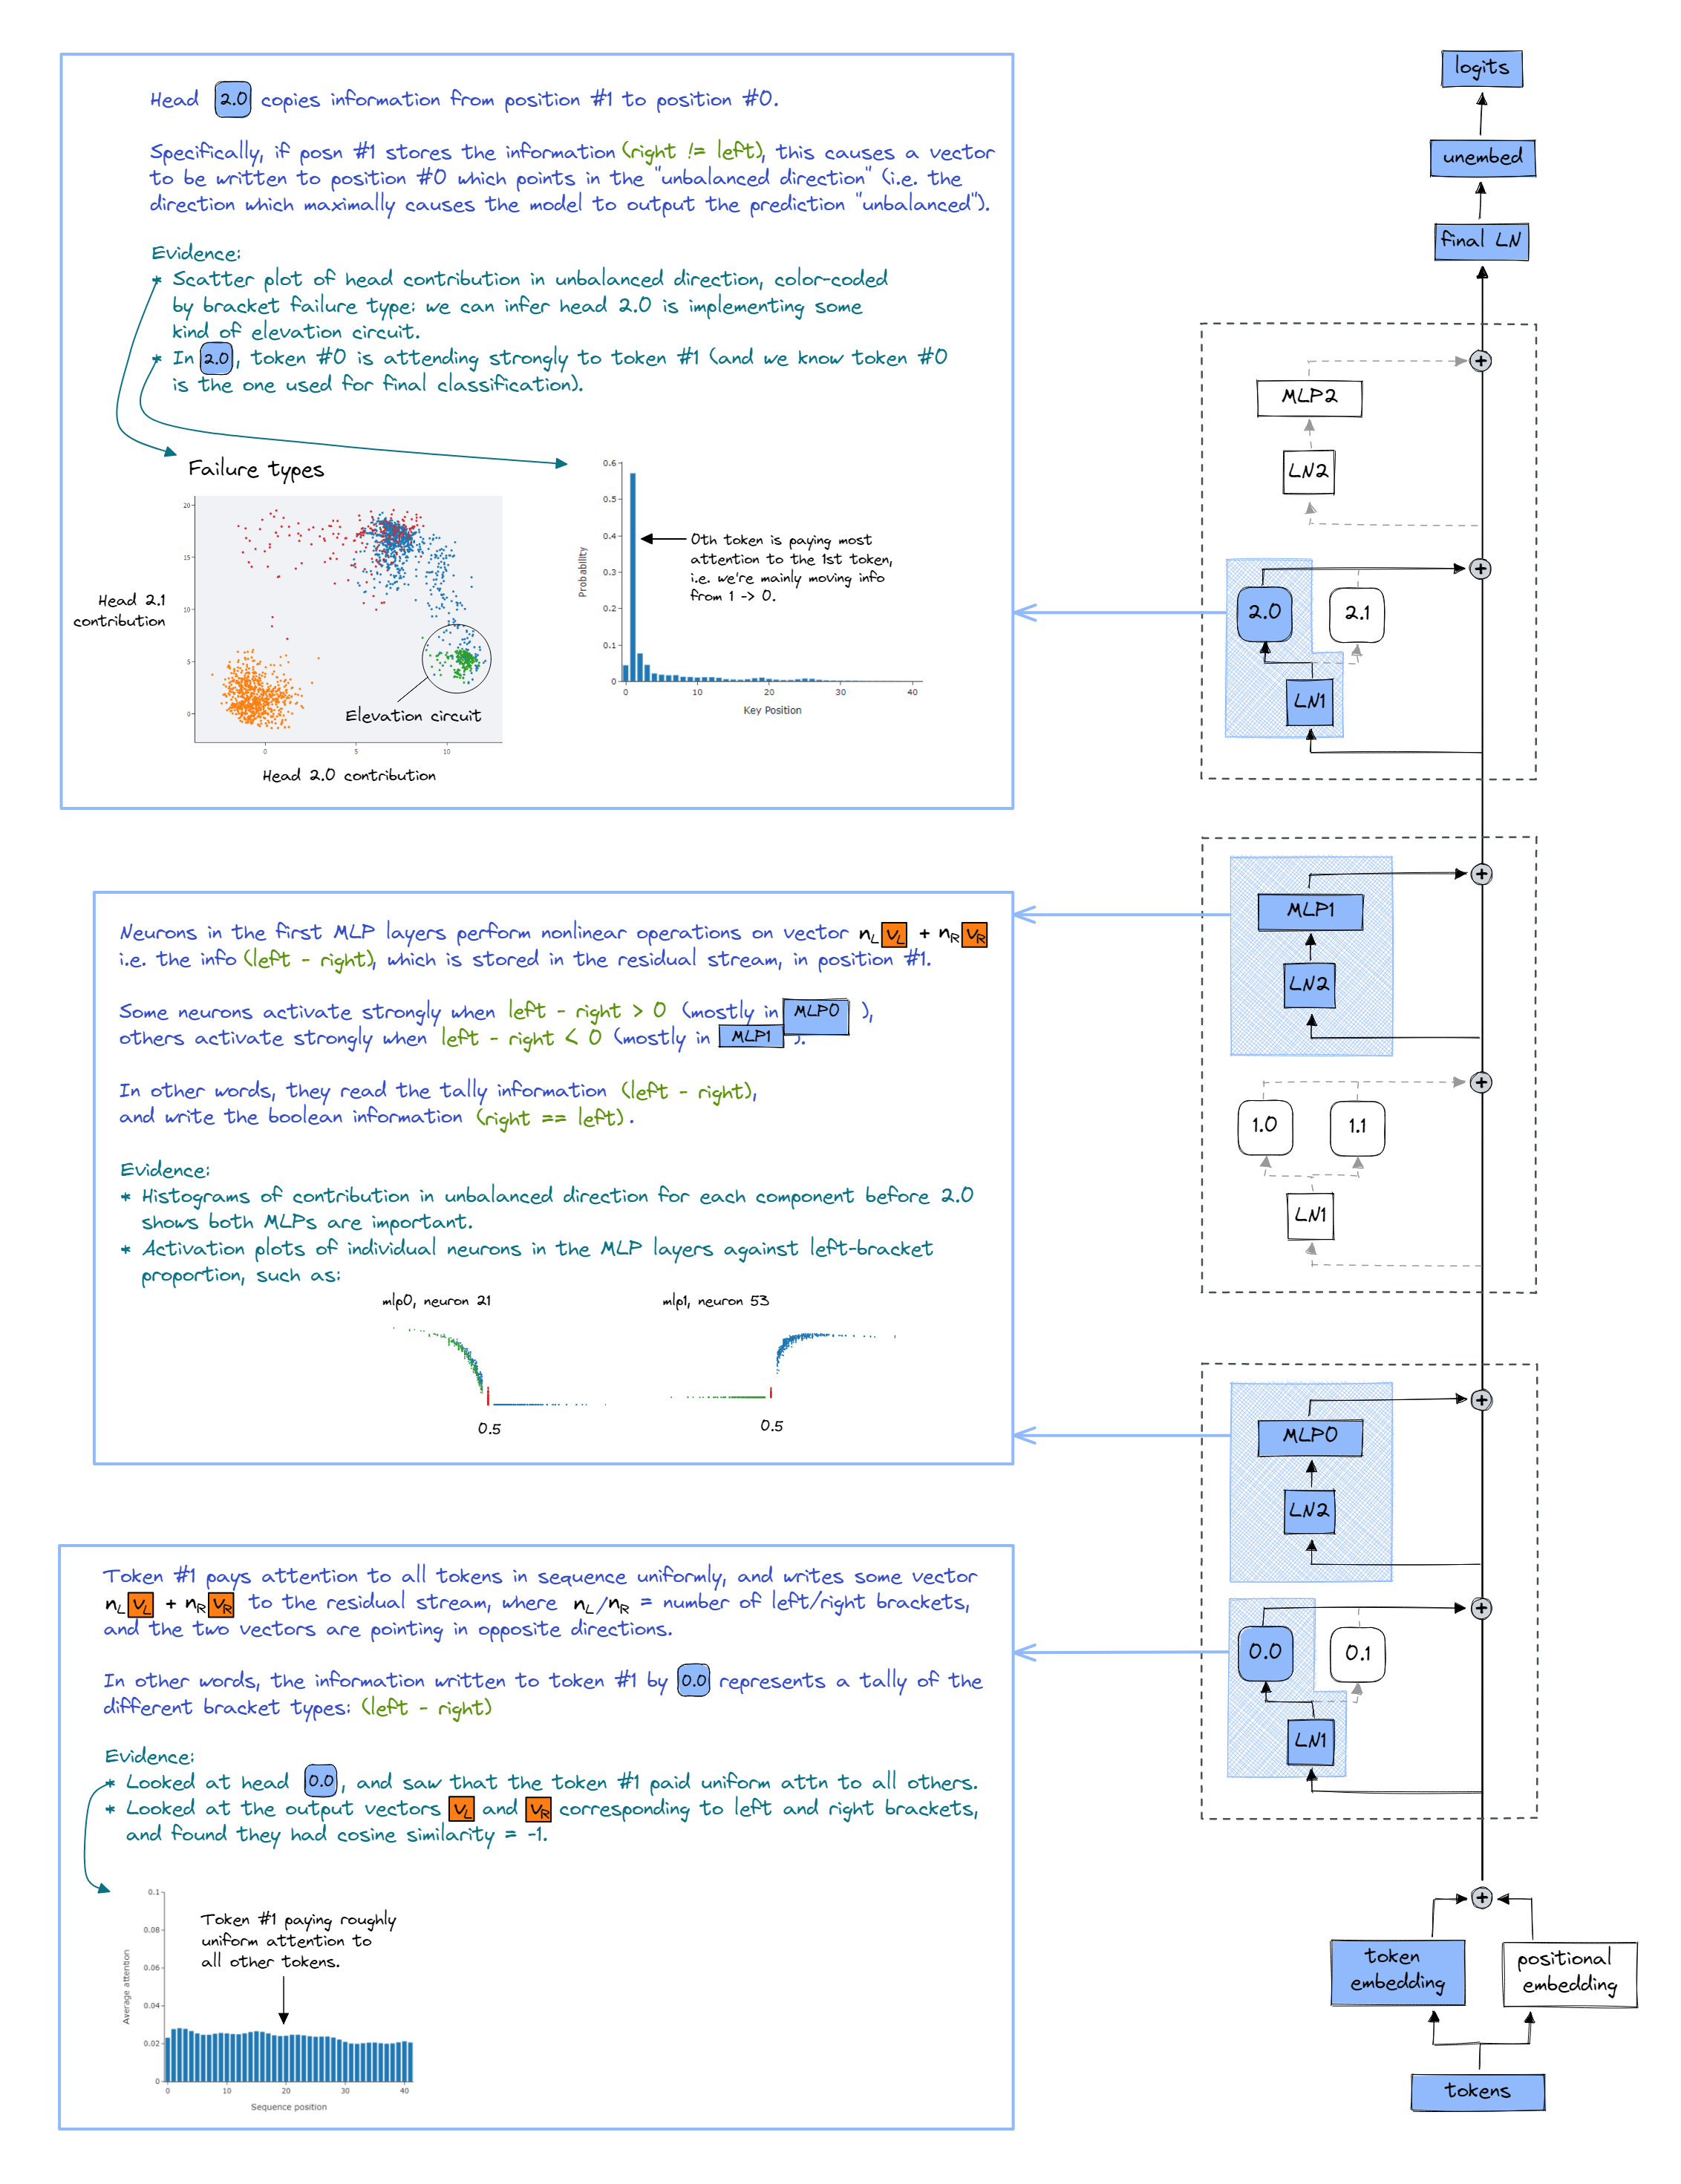 Head 2.0 copies information from position #1 to position #0.
Specifically, if posn #1 stores the information (right != left), this causes a vector
to be written to position #0 which points in the "unbalanced direction" (i.e. the
direction which maximally causes the model to output the prediction "unbalanced").
Evidence:
* Scatter plot of head contribution in unbalanced direction, color-coded
by bracket failure type: we can infer head 2.0 is implementing some
kind of elevation circuit.
* In 2.0, token #0 is attending strongly to token #1 (and we know token #0
is the one used for final classification).
Failure types
20
15
10
5
0
0
5
10
Head 2.1
contribution
Head 2.0 contribution
Elevation circuit
0.6
0.5
0.4
0.3
0.2
0.1
0
0
10
20
30
40
Probability
Key Position
0th token is paying most
attention to the 1st token,
i.e. we're mainly moving info
from 1 -> 0.
Neurons in the first MLP layers perform nonlinear operations on vector nL vL + nR vR
i.e. the info (left - right), which is stored in the residual stream, in position #1.
Some neurons activate strongly when left - right > 0 (mostly in MLP0 ),
others activate strongly when left - right < 0 (mostly in MLP1 ).
In other words, they read the tally information (left - right),
and write the boolean information (right == left).
Evidence:
* Histograms of contribution in unbalanced direction for each component before 2.0
shows both MLPs are important.
* Activation plots of individual neurons in the MLP layers against left-bracket
proportion, such as:
mlp0, neuron 21
mlp1, neuron 53
0.5
0.5
Token #1 pays attention to all tokens in sequence uniformly, and writes some vector
nL vL + nR vR to the residual stream, where nL/nR = number of left/right brackets,
and the two vectors are pointing in opposite directions.
In other words, the information written to token #1 by 0.0 represents a tally of the
different bracket types: (left - right)
Evidence:
* Looked at head 0.0, and saw that the token #1 paid uniform attn to all others.
* Looked at the output vectors vL and vR corresponding to left and right brackets,
and found they had cosine similarity = -1.
0.1
0.08
0.06
0.04
0.02
0
0
10
20
30
40
Average attention
Sequence position
Token #1 paying roughly
uniform attention to
all other tokens.
logits
unembed
final LN
+
MLP2
LN2
+
2.0
2.1
LN1
+
MLP1
LN2
+
1.0
1.1
LN1
+
MLP0
LN2
+
0.0
0.1
LN1
+
token
embedding
positional
embedding
tokens